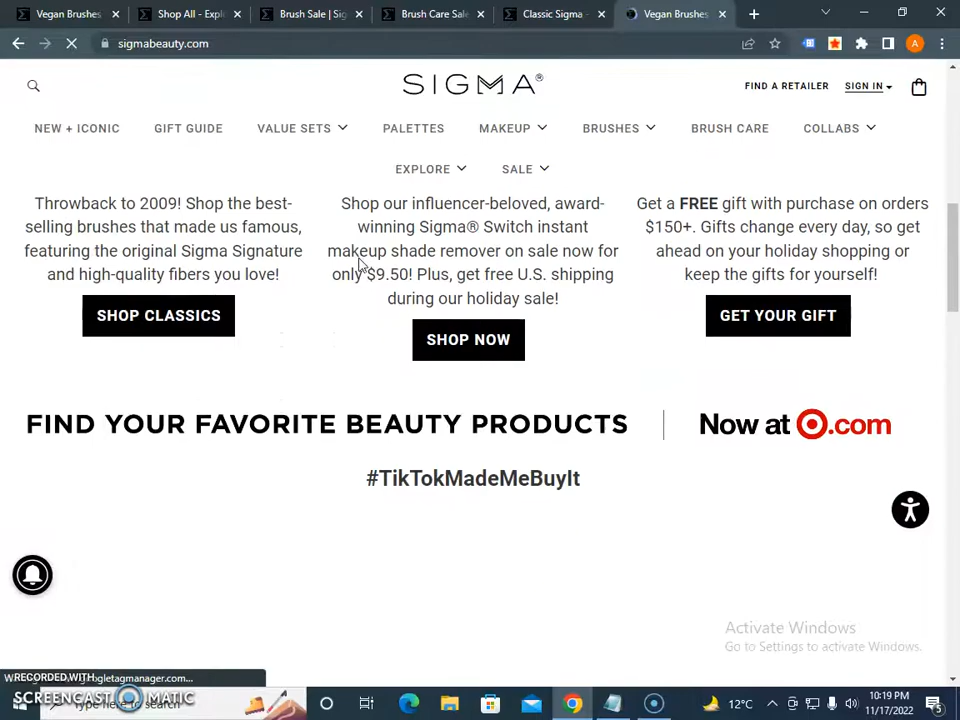 Vegan Brushes
Shop All - Expl
Brush Sale | Sig
Brush Care Sale
Classic Sigma -
Vegan Brushes
sigmabeauty.com
A
SIGMA®
FIND A RETAILER
SIGN IN
NEW + ICONIC
GIFT GUIDE
VALUE SETS
PALETTES
MAKEUP
BRUSHES
BRUSH CARE
COLLABS
EXPLORE
SALE
Throwback to 2009! Shop the best-
selling brushes that made us famous,
featuring the original Sigma Signature
and high-quality fibers you love!
SHOP CLASSICS
Shop our influencer-beloved, award-
winning Sigma® Switch instant
makeup shade remover on sale now for
only $9.50! Plus, get free U.S. shipping
during our holiday sale!
SHOP NOW
Get a FREE gift with purchase on orders
$150+. Gifts change every day, so get
ahead on your holiday shopping or
keep the gifts for yourself!
GET YOUR GIFT
FIND YOUR FAVORITE BEAUTY PRODUCTS
Now at .com
#TikTokMadeMeBuyIt
Activate Windows
Go to Settings to activate Windows.
RECORDED WITH
SCREENCAST MATIC
gletagmanager.com...
Type here to search
12°C
10:19 PM
11/17/2022
5